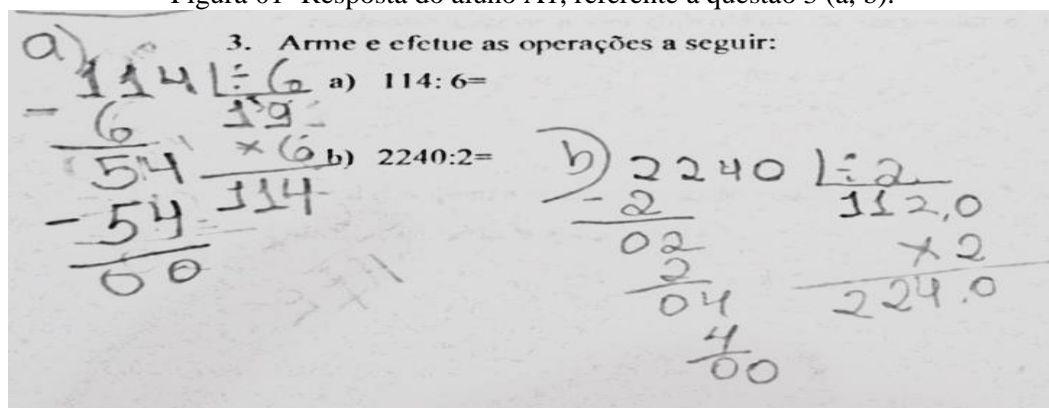 Figura 01- Resposta do aluno A1, referente a questão 3 (a, b).
3. Arme e efetue as operações a seguir:
a) 114: 6=
b) 2240:2=
a)
114 ÷ 6
- 6 19
54 × 6
- 54 114
00
b) 2240 ÷ 2
- 2 112,0
02 × 2
2 224.0
04
4
00